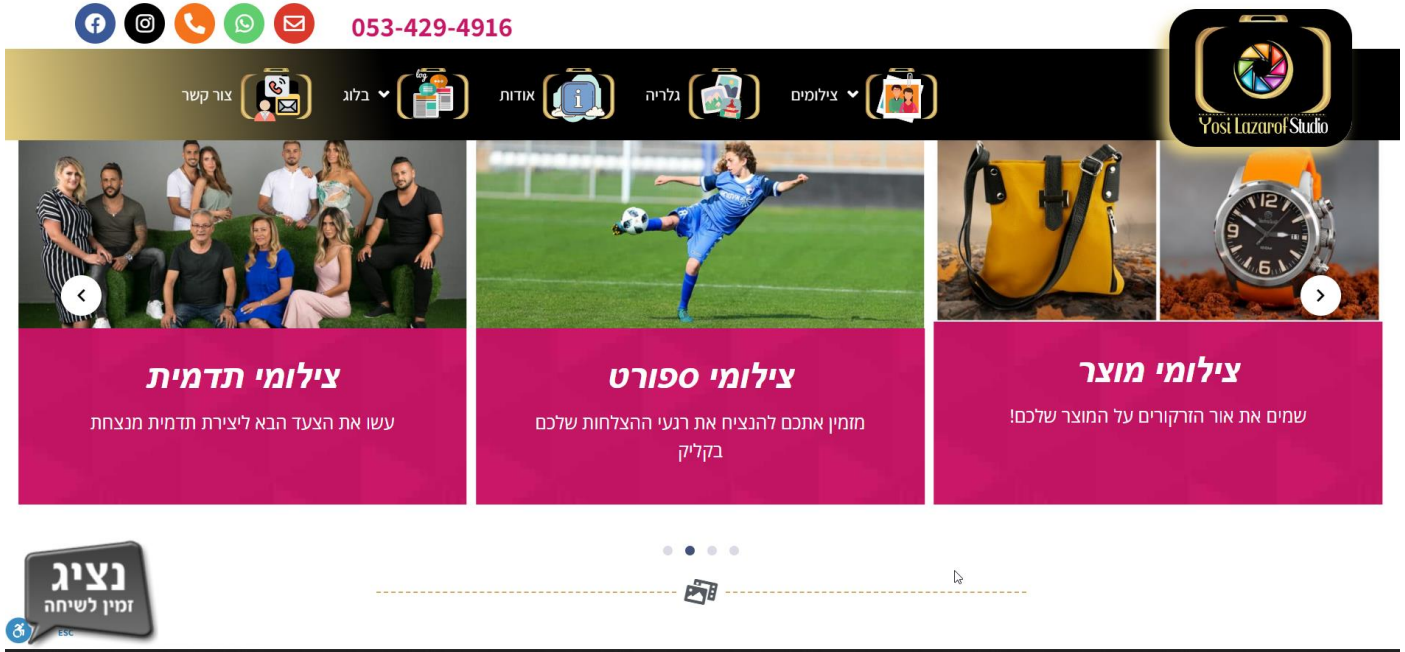 053-429-4916
Yosi Lazarof Studio
צילומים
גלריה
אודות
log
בלוג
צור קשר
צילומי מוצר
שמים את אור הזרקורים על המוצר שלכם!
צילומי ספורט
מזמין אתכם להנציח את רגעי ההצלחות שלכם
בקליק
צילומי תדמית
עשו את הצעד הבא ליצירת תדמית מנצחת
נציג
זמין לשיחה
ESC